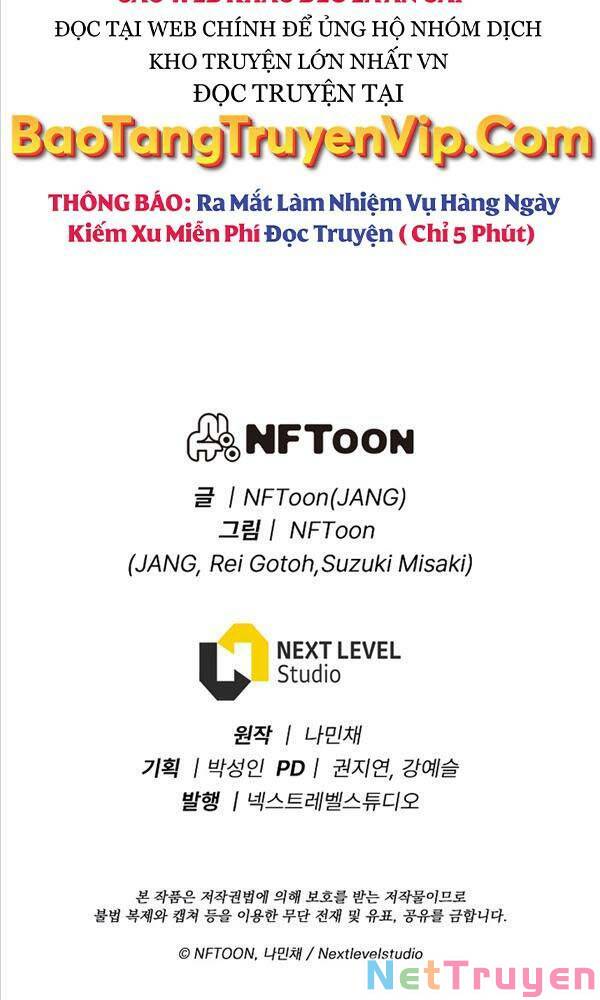 ĐỌC TẠI WEB CHÍNH ĐỂ ỦNG HỘ NHÓM DỊCH
KHO TRUYỆN LỚN NHẤT VN
ĐỌC TRUYỆN TẠI
BaoTangTruyenVip.Com
THÔNG BÁO: Ra Mắt Làm Nhiệm Vụ Hàng Ngày
Kiếm Xu Miễn Phí Đọc Truyện ( Chỉ 5 Phút)
NFTOON
글 | NFToon(JANG)
그림 | NFToon
(JANG, Rei Gotoh,Suzuki Misaki)
NEXT LEVEL
Studio
원작 | 나민채
기획 | 박성인 PD | 권지연, 강예슬
발행 | 넥스트레벨스튜디오
본 작품은 저작권법에 의해 보호를 받는 저작물이므로
불법 복제와 캡쳐 등을 이용한 무단 전재 및 유표, 공유를 금합니다.
© NFTOON, 나민채 / Nextlevelstudio
NetTruyen